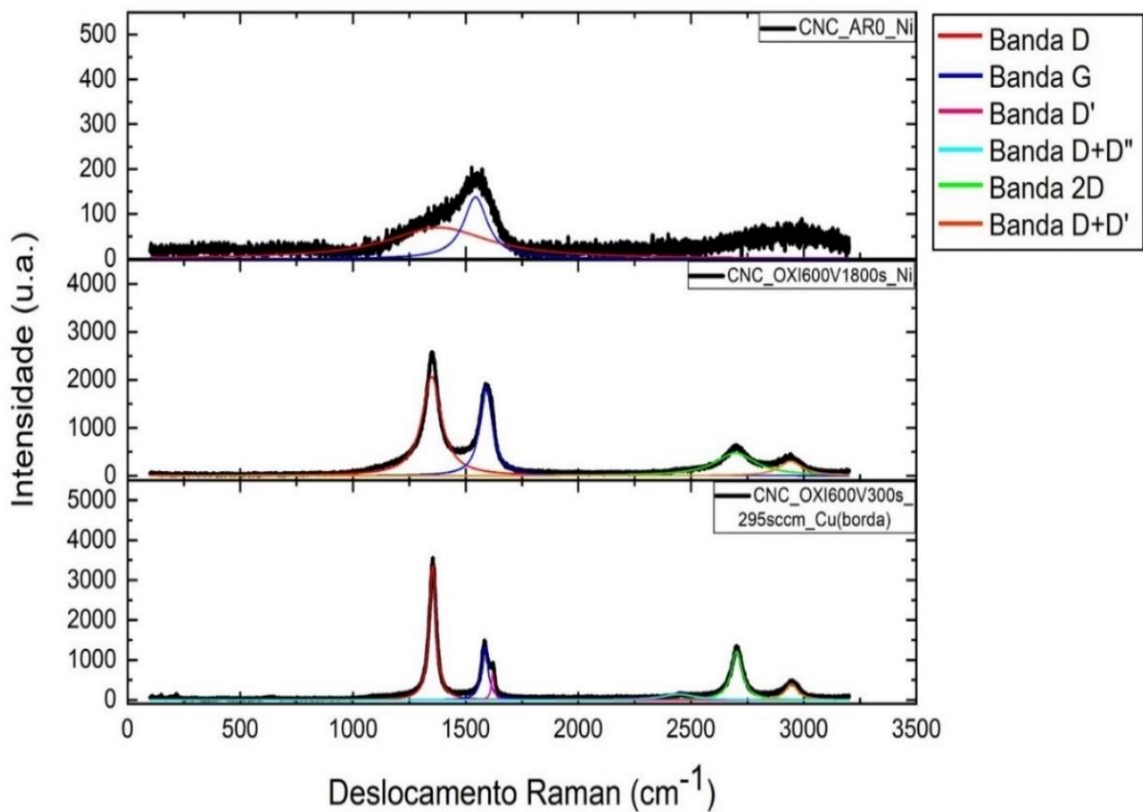 CNC_AR0_Ni
500
400
300
200
100
0
CNC_OXI600V1800s_Ni
4000
3000
2000
1000
0
CNC_OXI600V300s_
295sccm_Cu(borda)
5000
4000
3000
2000
1000
0
0 500 1000 1500 2000 2500 3000 3500
Intensidade (u.a.)
Deslocamento Raman (cm⁻¹)
Banda D
Banda G
Banda D'
Banda D+D"
Banda 2D
Banda D+D'